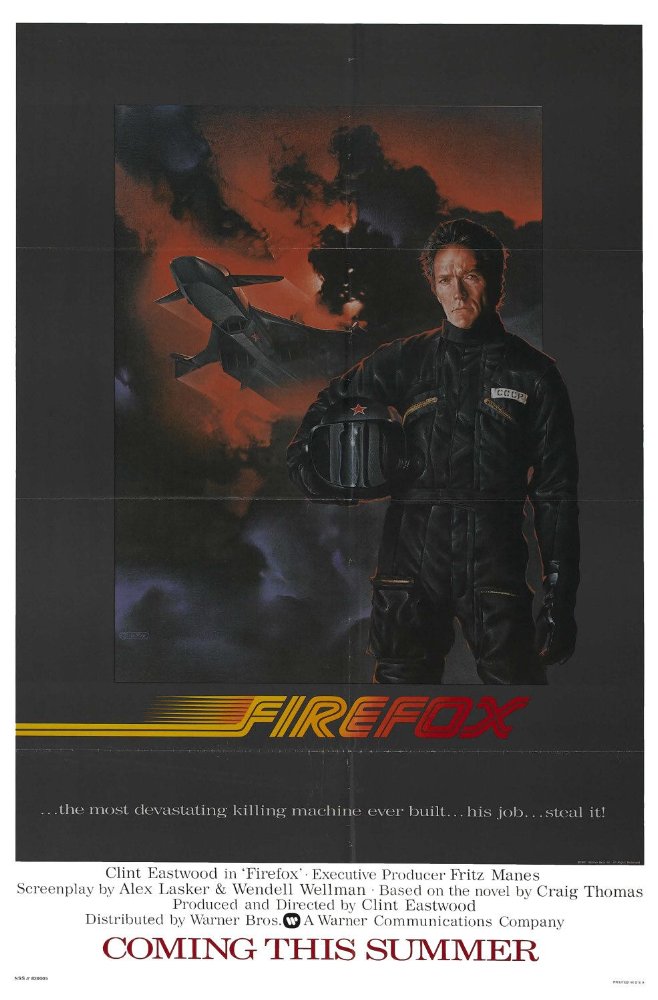 CCCP
FIREFOX
...the most devastating killing machine ever built...his job...steal it!
Clint Eastwood in 'Firefox' · Executive Producer Fritz Manes
Screenplay by Alex Lasker & Wendell Wellman · Based on the novel by Craig Thomas
Produced and Directed by Clint Eastwood
Distributed by Warner Bros. A Warner Communications Company
COMING THIS SUMMER